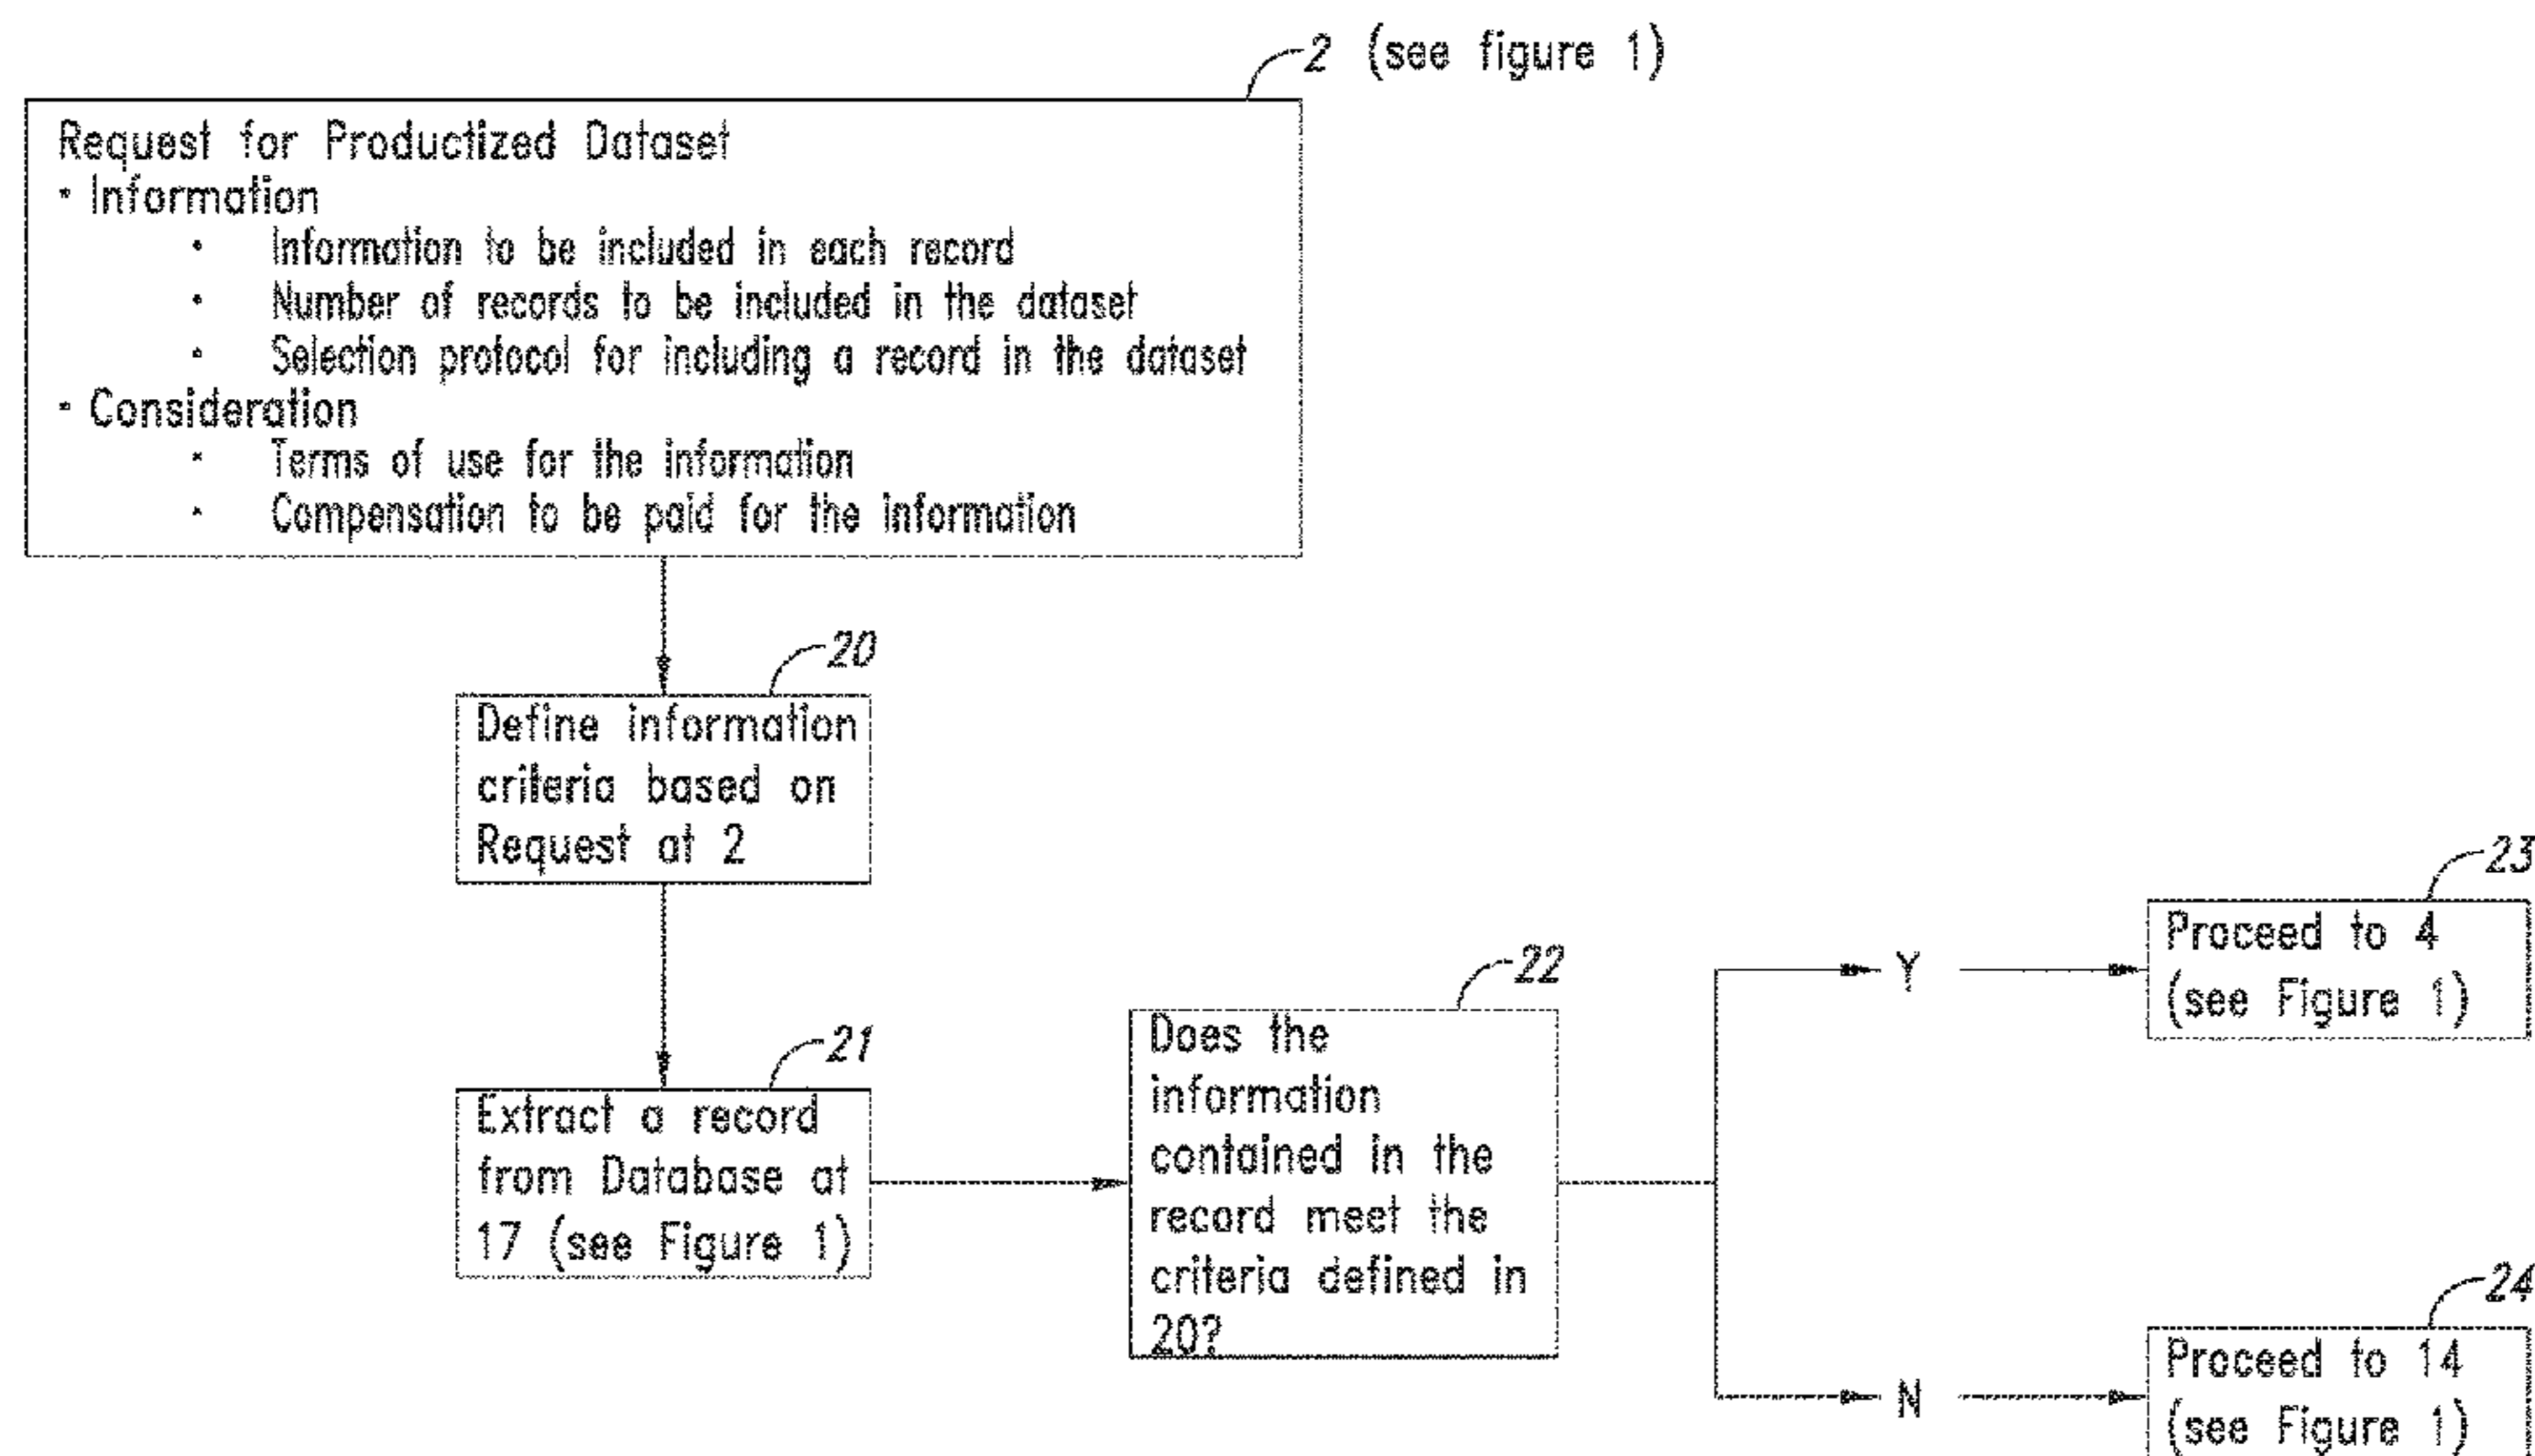 2 (see figure 1)
Request for Productized Dataset
• Information
• Information to be included in each record
• Number of records to be included in the dataset
• Selection protocol for including a record in the dataset
• Consideration
• Terms of use for the information
• Compensation to be paid for the information
20
Define information
criteria based on
Request at 2
21
Extract a record
from Database at
17 (see Figure 1)
22
Does the
information
contained in the
record meet the
criteria defined in
20?
Y
23
Proceed to 4
(see Figure 1)
N
24
Proceed to 14
(see Figure 1)